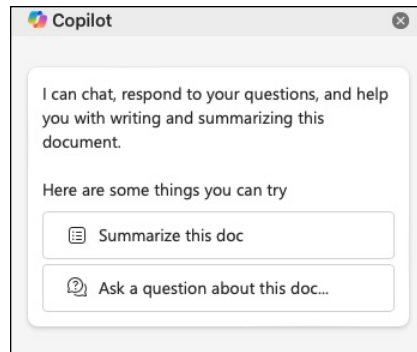 Copilot
I can chat, respond to your questions, and help
you with writing and summarizing this
document.
Here are some things you can try
Summarize this doc
Ask a question about this doc...